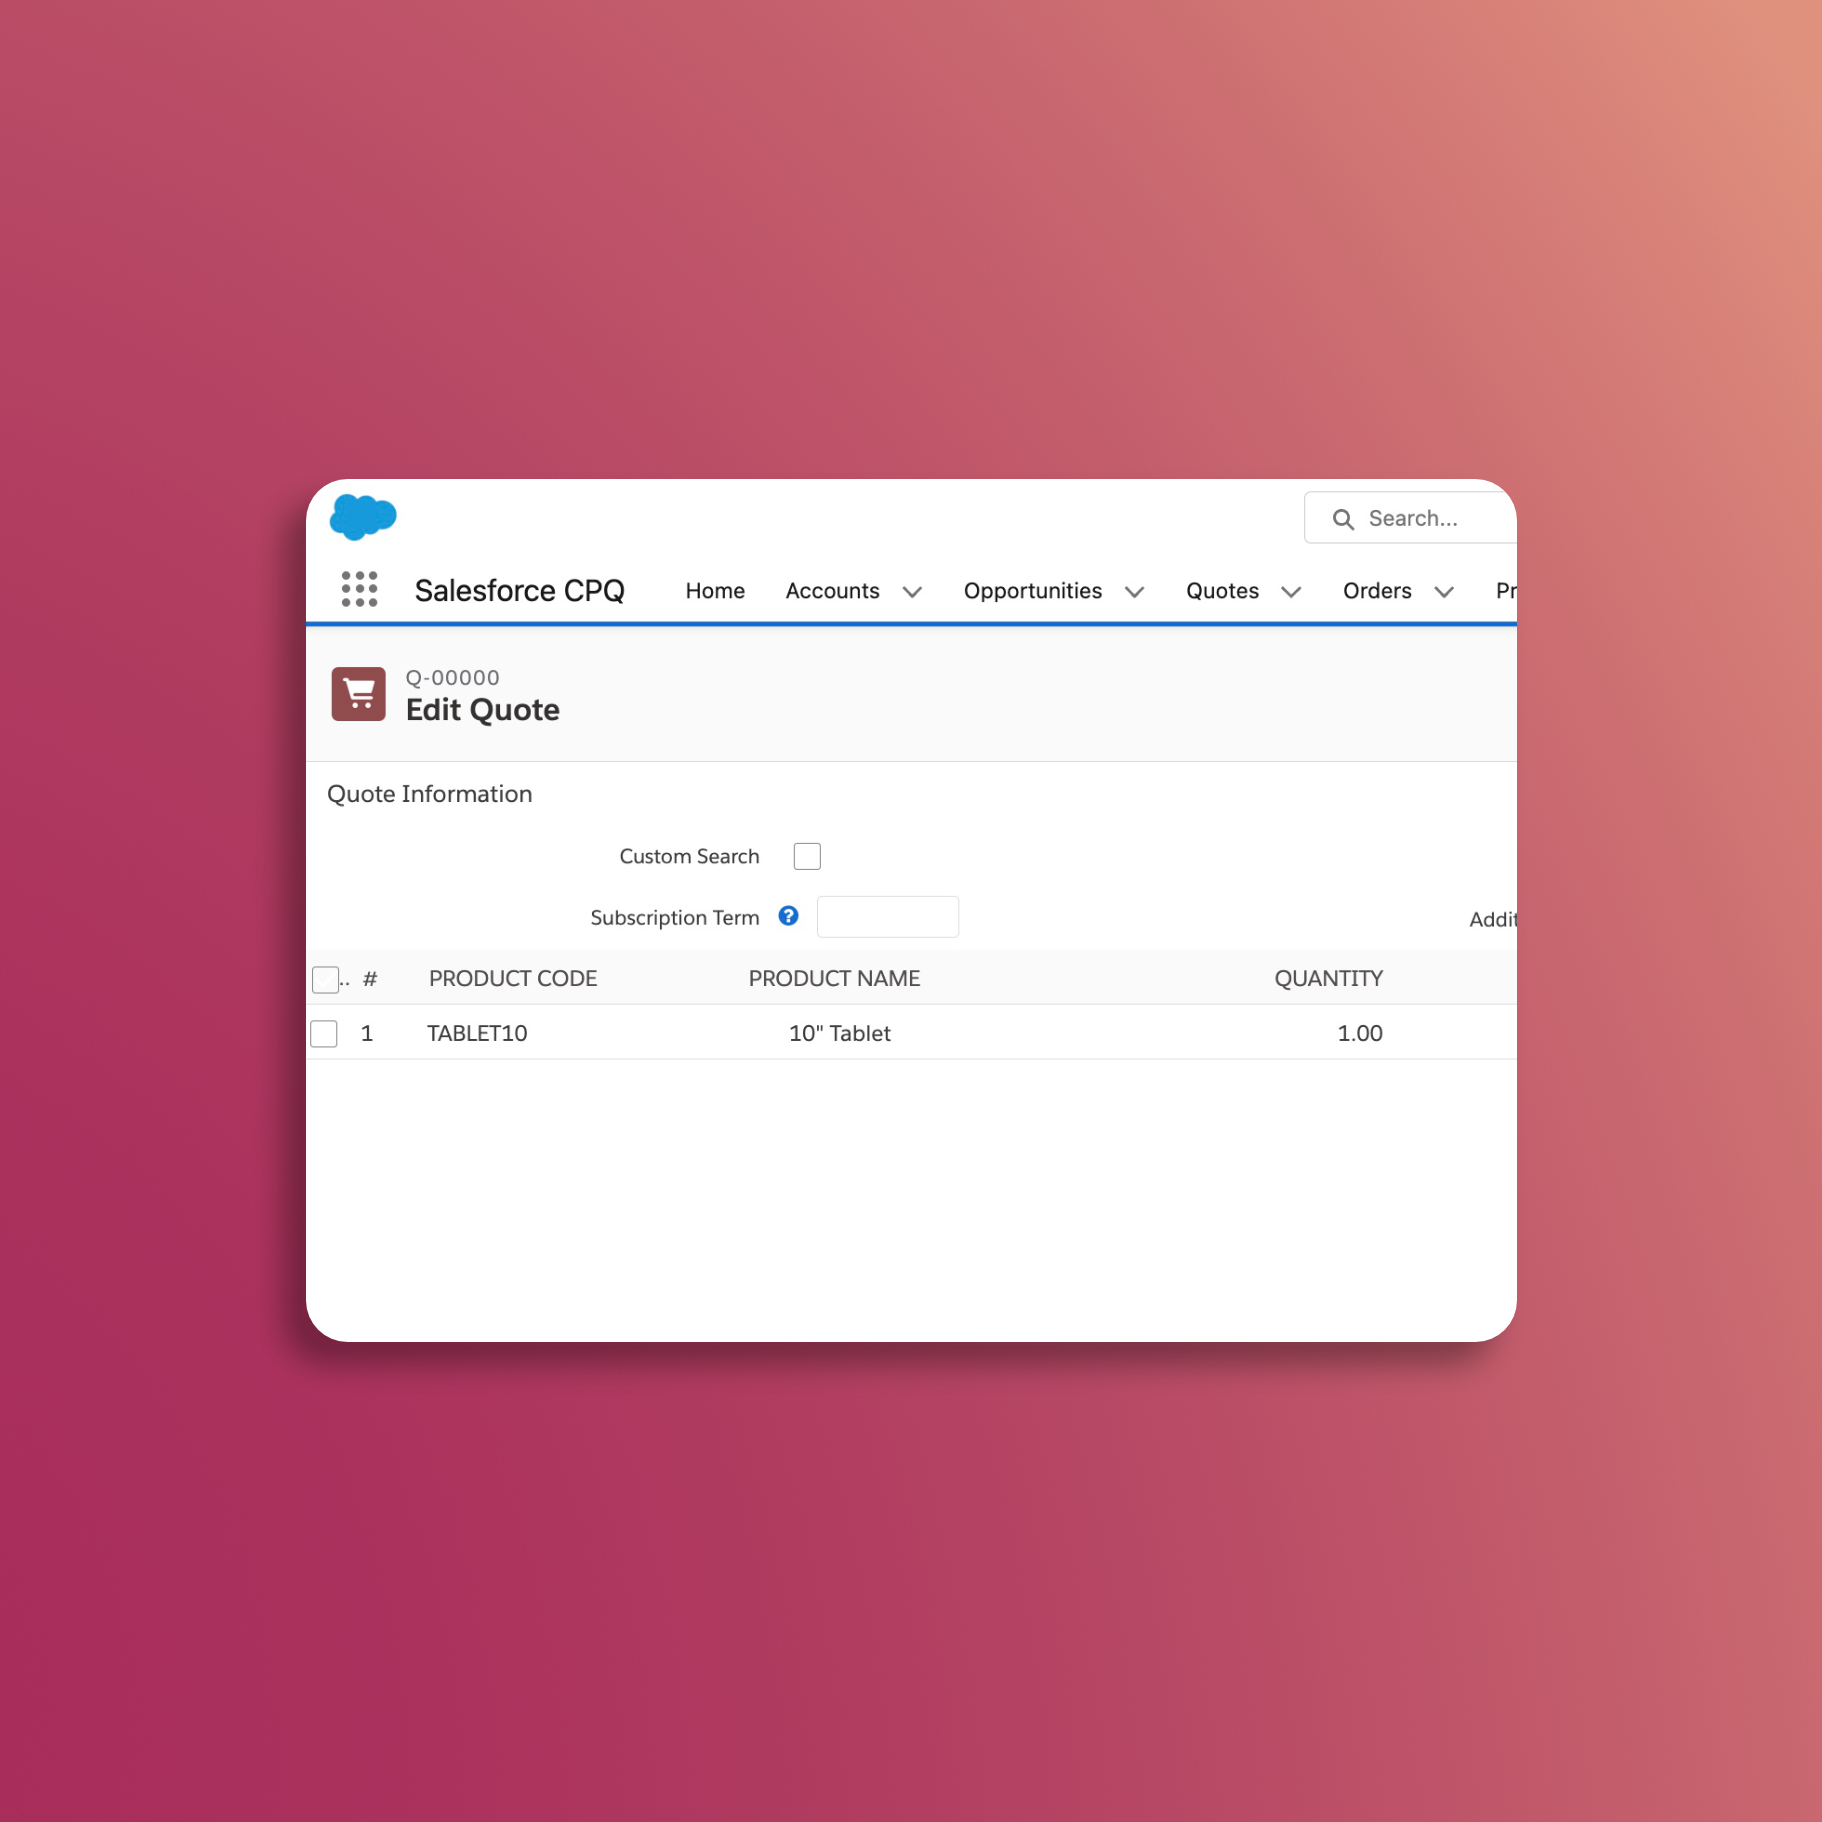 Search...
Salesforce CPQ Home Accounts Opportunities Quotes Orders Pr
Q-00000
Edit Quote
Quote Information
Custom Search
Subscription Term ? Addit
.. # PRODUCT CODE PRODUCT NAME QUANTITY
1 TABLET10 10" Tablet 1.00